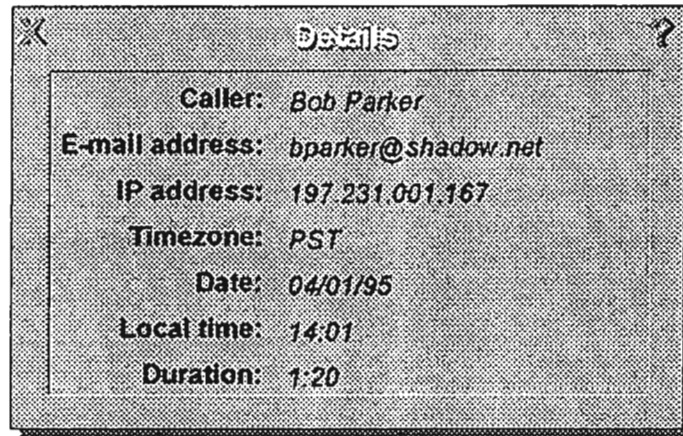 Details
Caller: Bob Parker
E-mail address: bparker@shadow.net
IP address: 197.231.001.167
Timezone: PST
Date: 04/01/95
Local time: 14:01
Duration: 1:20